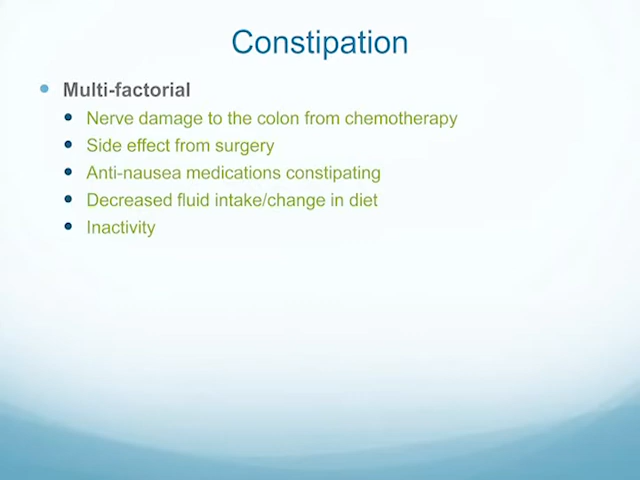 Constipation
Multi-factorial
Nerve damage to the colon from chemotherapy
Side effect from surgery
Anti-nausea medications constipating
Decreased fluid intake/change in diet
Inactivity